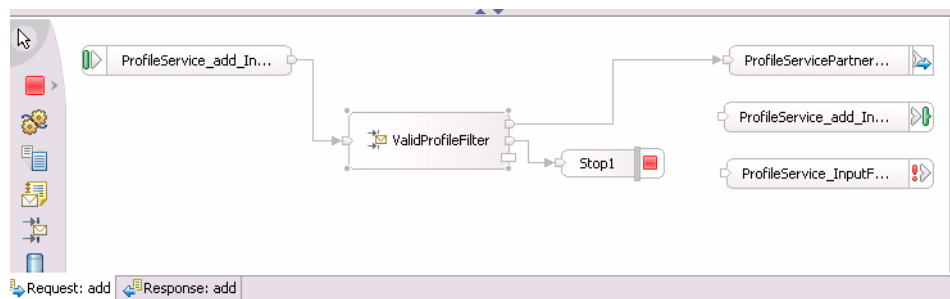 ProfileService_add_In...
ProfileServicePartner...
ProfileService_add_In...
ValidProfileFilter
Stop1
ProfileService_InputF...
Request: add
Response: add